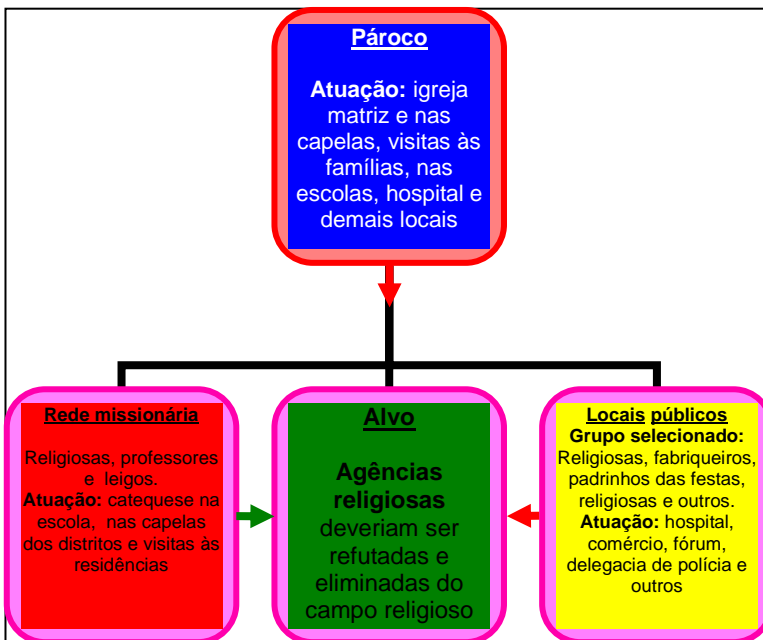 Pároco
Atuação: igreja
matriz e nas
capelas, visitas às
famílias, nas
escolas, hospital e
demais locais
Rede missionária
Religiosas, professores
e leigos.
Atuação: catequese na
escola, nas capelas
dos distritos e visitas às
residências
Alvo
Agências
religiosas
deveriam ser
refutadas e
eliminadas do
campo religioso
Locais públicos
Grupo selecionado:
Religiosas, fabriqueiros,
padrinhos das festas,
religiosas e outros.
Atuação: hospital,
comércio, fórum,
delegacia de polícia e
outros